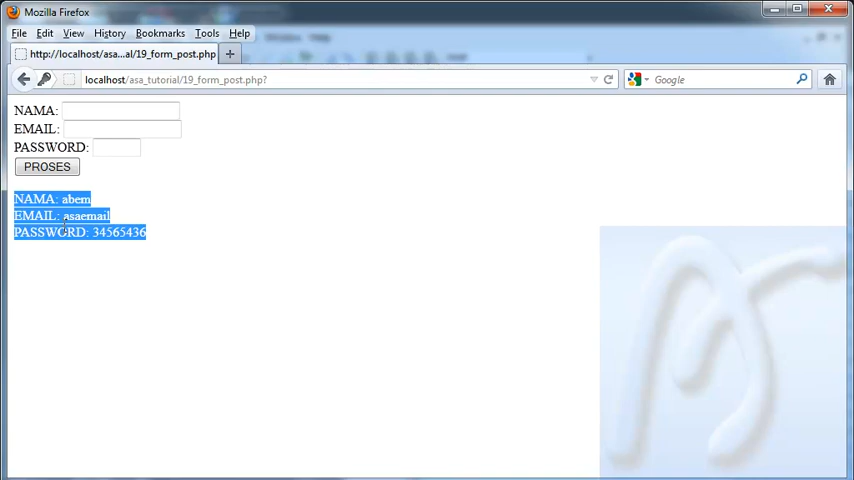 Mozilla Firefox
File Edit View History Bookmarks Tools Help
http://localhost/asa...al/19_form_post.php
localhost/asa_tutorial/19_form_post.php?
Google
NAMA:
EMAIL:
PASSWORD:
PROSES
NAMA: abem
EMAIL: asaemail
PASSWORD: 34565436